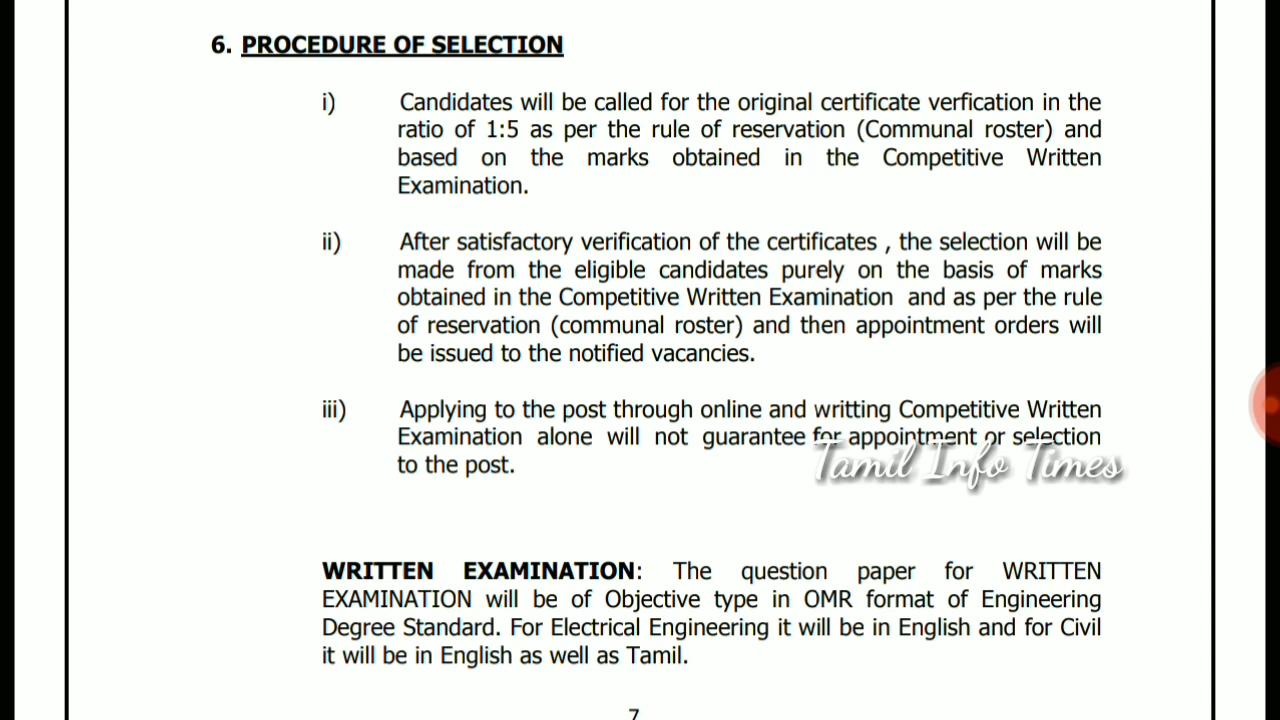 6. PROCEDURE OF SELECTION
i) Candidates will be called for the original certificate verfication in the
ratio of 1:5 as per the rule of reservation (Communal roster) and
based on the marks obtained in the Competitive Written
Examination.
ii) After satisfactory verification of the certificates , the selection will be
made from the eligible candidates purely on the basis of marks
obtained in the Competitive Written Examination and as per the rule
of reservation (communal roster) and then appointment orders will
be issued to the notified vacancies.
iii) Applying to the post through online and writting Competitive Written
Examination alone will not guarantee for appointment or selection
to the post.
Tamil Info Times
WRITTEN EXAMINATION: The question paper for WRITTEN
EXAMINATION will be of Objective type in OMR format of Engineering
Degree Standard. For Electrical Engineering it will be in English and for Civil
it will be in English as well as Tamil.
7